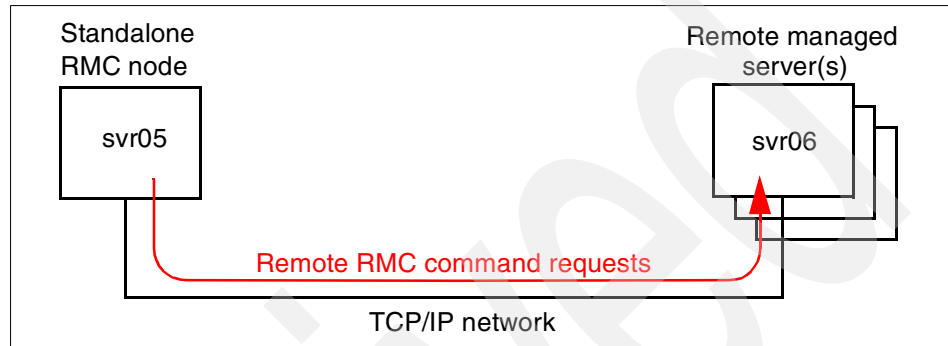 Standalone
RMC node
Remote managed
server(s)
svr05
svr06
Remote RMC command requests
TCP/IP network